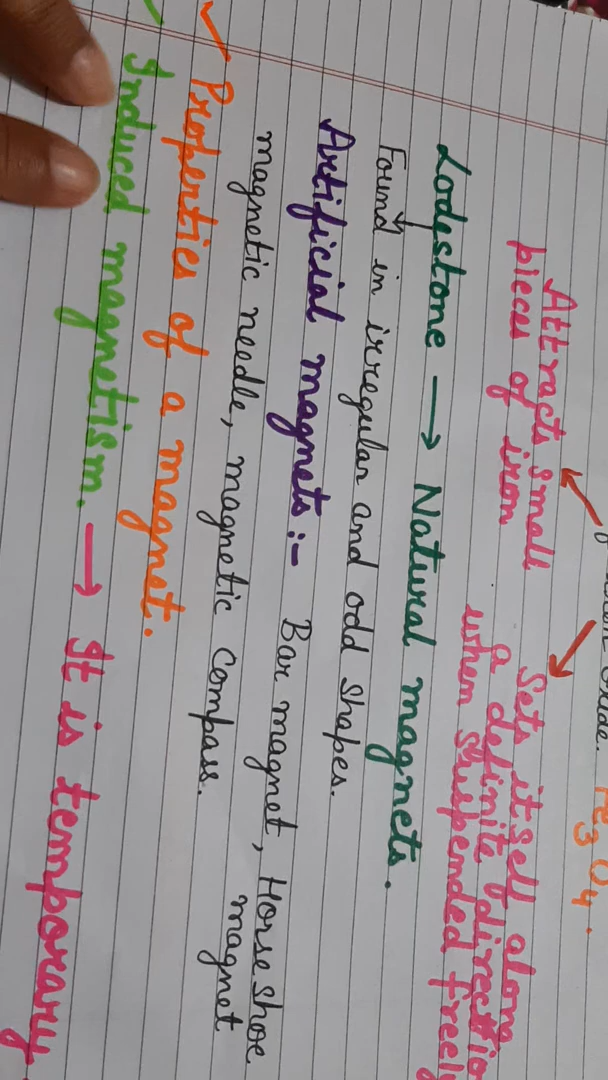 oxide. Fe3O4.
Attracts small
pieces of iron
Sets itself along
a definite direction
when suspended freely
Lodestone → Natural magnets.
Found in irregular and odd shapes.
Artificial magnets :- Bar magnet, Horse shoe
magnet
magnetic needle, magnetic compass.
✓ Properties of a magnet.
✓ Induced magnetism. → It is temporary